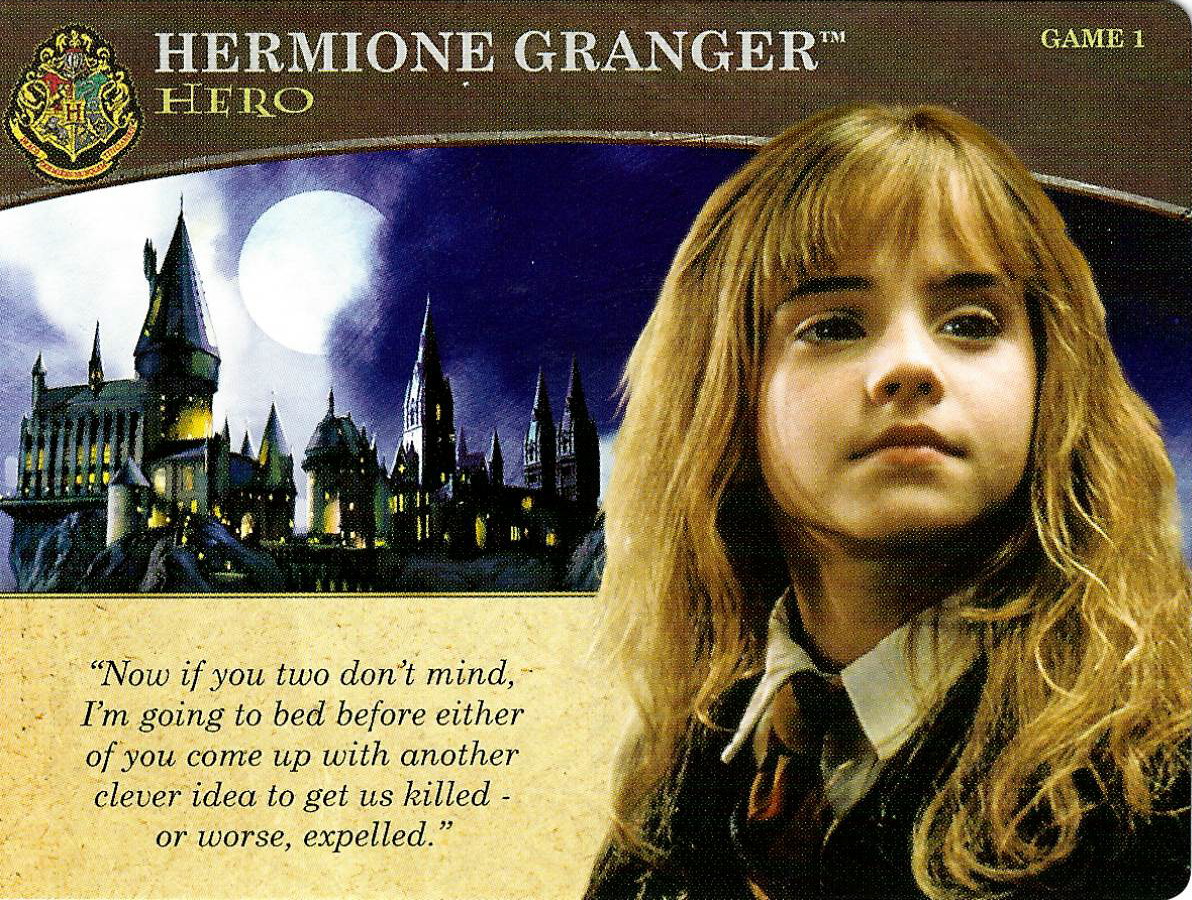 HERMIONE GRANGER™
HERO
GAME 1
“Now if you two don’t mind,
I’m going to bed before either
of you come up with another
clever idea to get us killed -
or worse, expelled.”